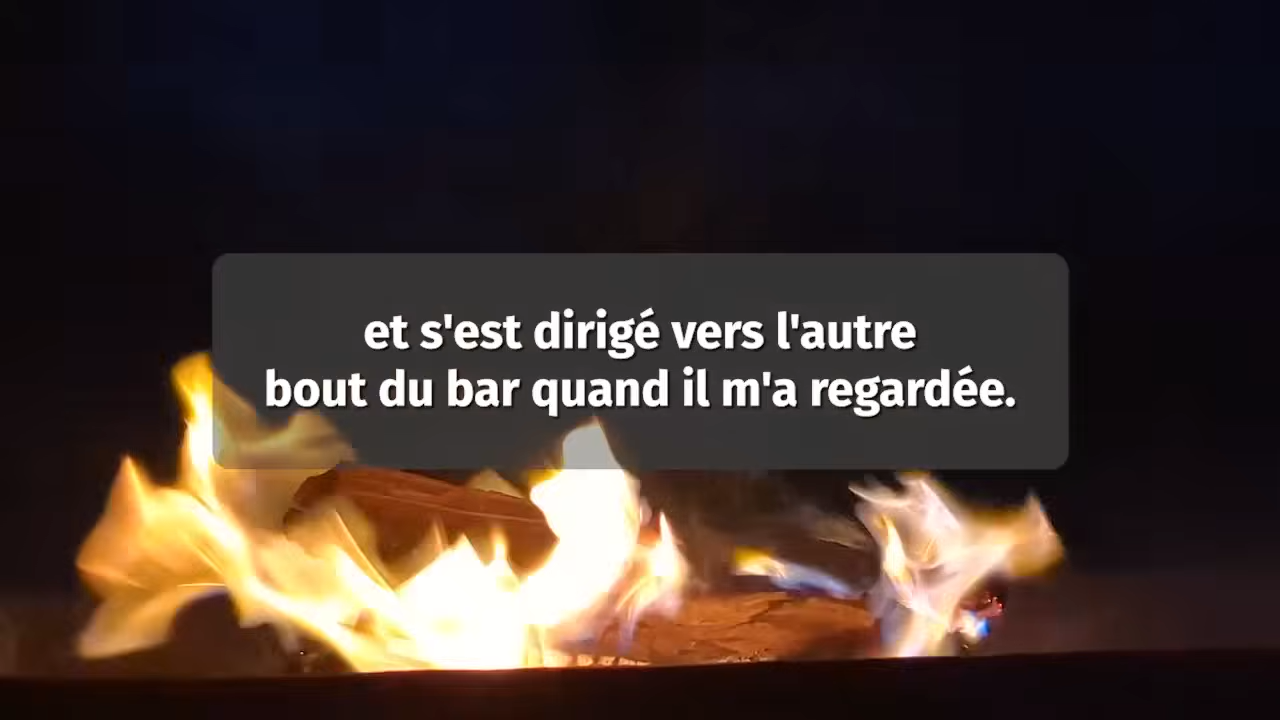 et s'est dirigé vers l'autre
bout du bar quand il m'a regardée.